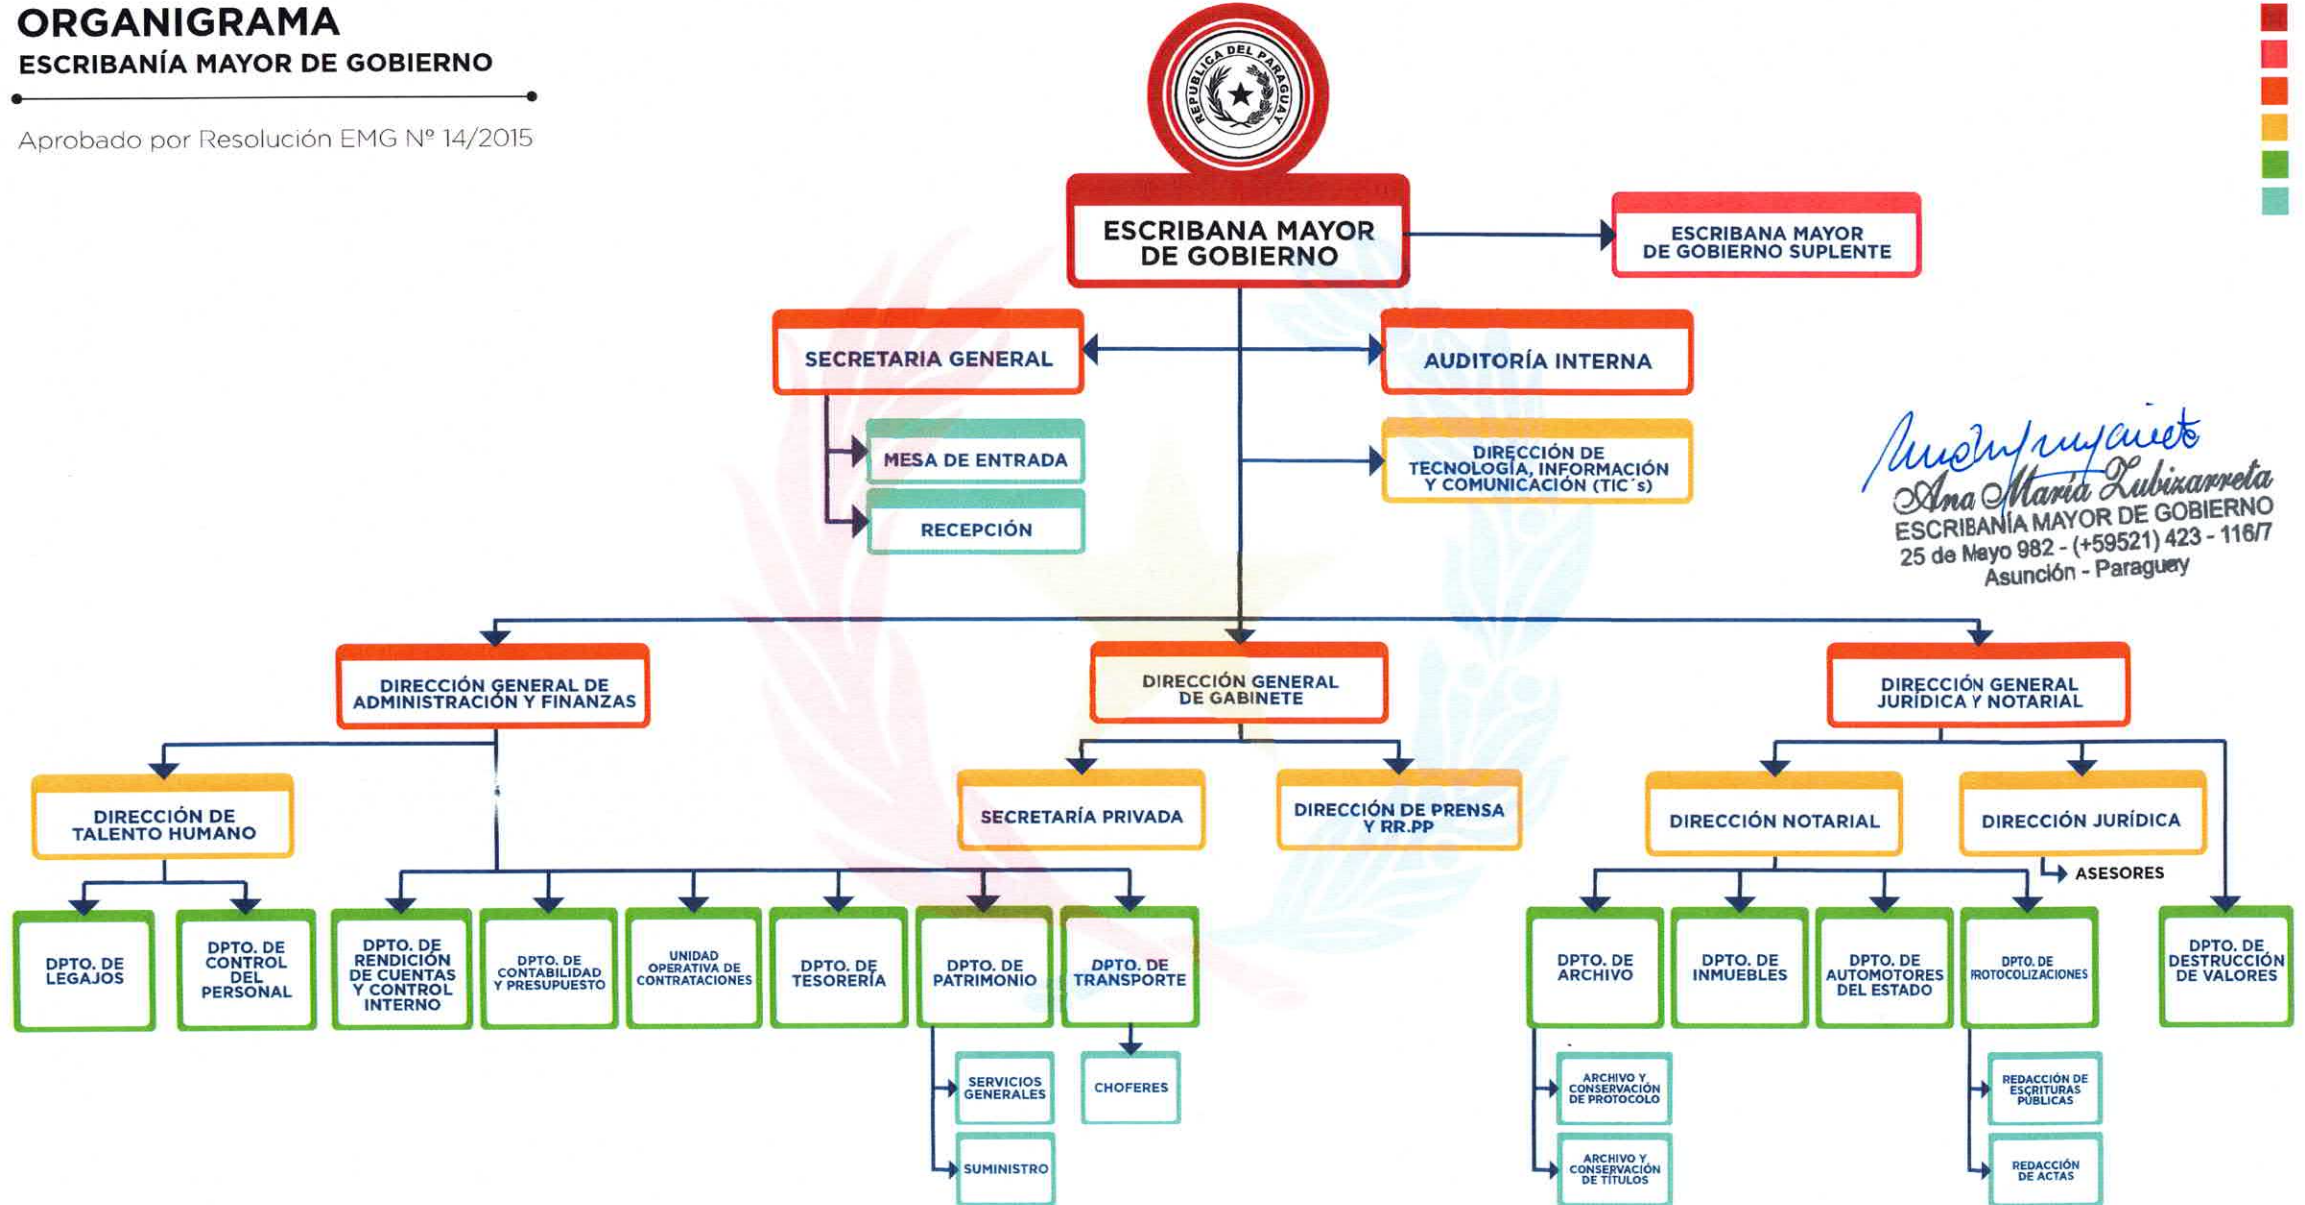 ORGANIGRAMA
ESCRIBANÍA MAYOR DE GOBIERNO
Aprobado por Resolución EMG Nº 14/2015
REPUBLICA DEL PARAGUAY
ESCRIBANA MAYOR
DE GOBIERNO
ESCRIBANA MAYOR
DE GOBIERNO SUPLENTE
SECRETARIA GENERAL
AUDITORÍA INTERNA
MESA DE ENTRADA
RECEPCIÓN
DIRECCIÓN DE
TECNOLOGÍA, INFORMACIÓN
Y COMUNICACIÓN (TIC´s)
Ana María Zubizarreta
ESCRIBANÍA MAYOR DE GOBIERNO
25 de Mayo 982 - (+59521) 423 - 116/7
Asunción - Paraguay
DIRECCIÓN GENERAL DE
ADMINISTRACIÓN Y FINANZAS
DIRECCIÓN GENERAL
DE GABINETE
DIRECCIÓN GENERAL
JURÍDICA Y NOTARIAL
DIRECCIÓN DE
TALENTO HUMANO
SECRETARÍA PRIVADA
DIRECCIÓN DE PRENSA
Y RR.PP
DIRECCIÓN NOTARIAL
DIRECCIÓN JURÍDICA
ASESORES
DPTO. DE
LEGAJOS
DPTO. DE
CONTROL
DEL
PERSONAL
DPTO. DE
RENDICIÓN
DE CUENTAS
Y CONTROL
INTERNO
DPTO. DE
CONTABILIDAD
Y PRESUPUESTO
UNIDAD
OPERATIVA DE
CONTRATACIONES
DPTO. DE
TESORERÍA
DPTO. DE
PATRIMONIO
DPTO. DE
TRANSPORTE
DPTO. DE
ARCHIVO
DPTO. DE
INMUEBLES
DPTO. DE
AUTOMOTORES
DEL ESTADO
DPTO. DE
PROTOCOLIZACIONES
DPTO. DE
DESTRUCCIÓN
DE VALORES
SERVICIOS
GENERALES
SUMINISTRO
CHOFERES
ARCHIVO Y
CONSERVACIÓN
DE PROTOCOLO
ARCHIVO Y
CONSERVACIÓN
DE TÍTULOS
REDACCIÓN DE
ESCRITURAS
PÚBLICAS
REDACCIÓN
DE ACTAS